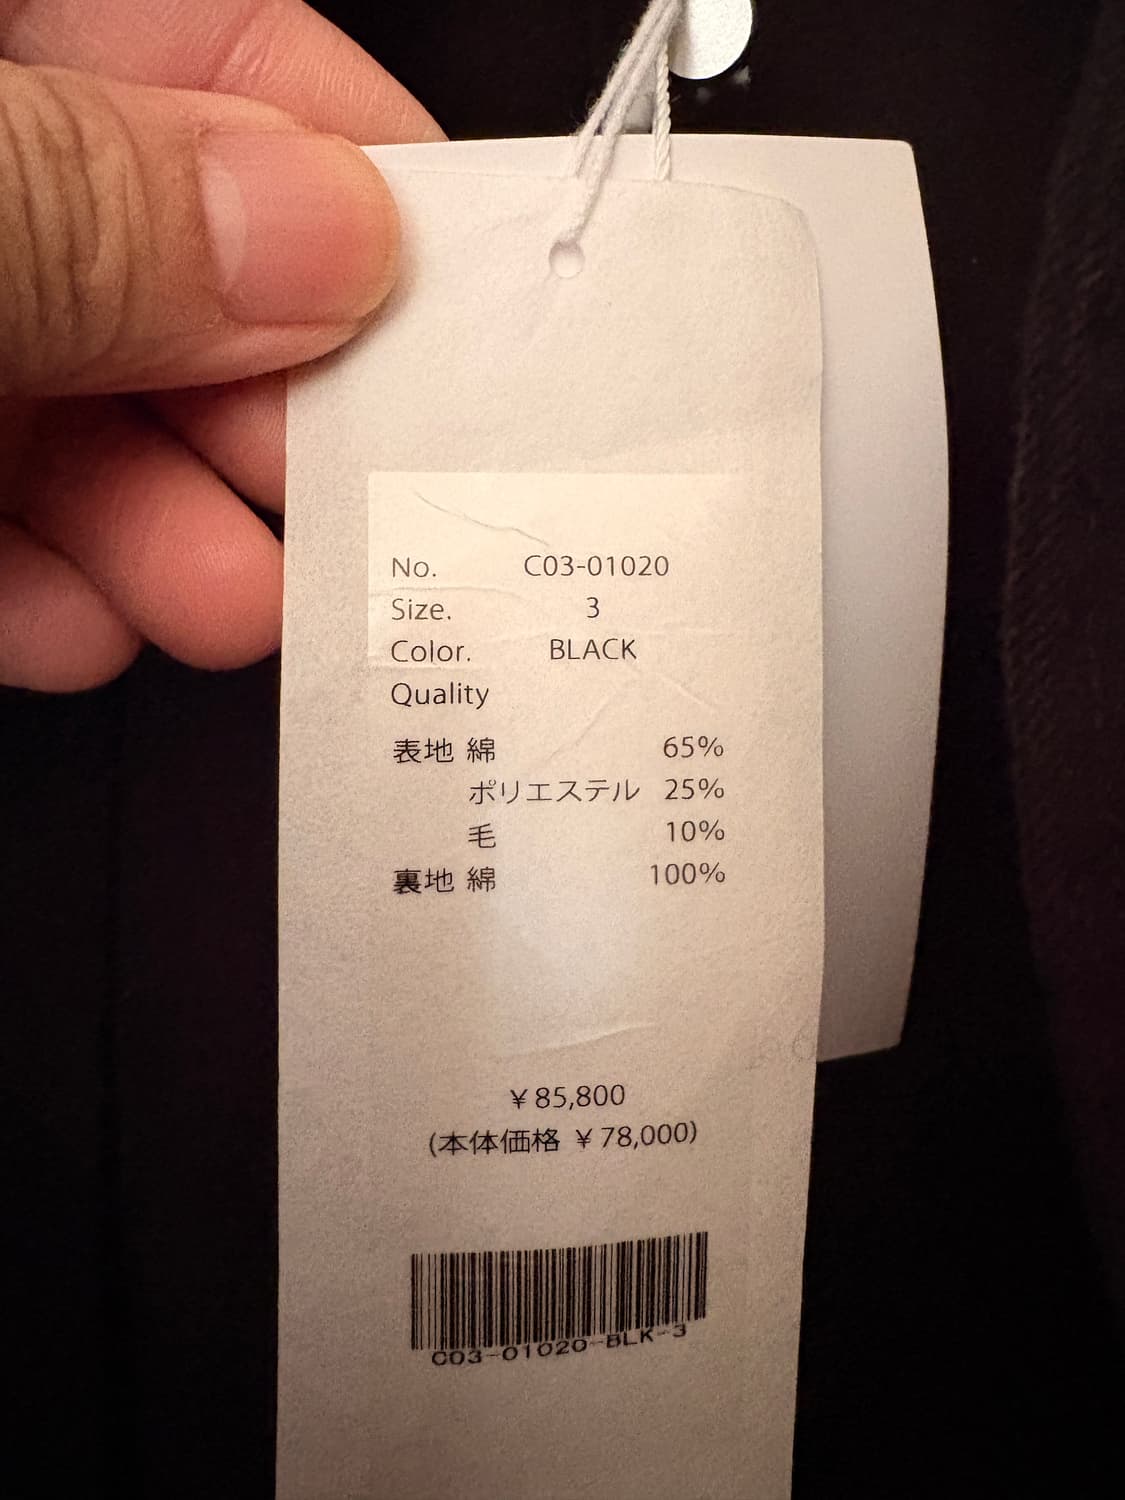 No. C03-01020
Size. 3
Color. BLACK
Quality
表地 綿 65%
ポリエステル 25%
毛 10%
裏地 綿 100%
¥85,800
(本体価格 ¥78,000)
C03-01020-BLK-3